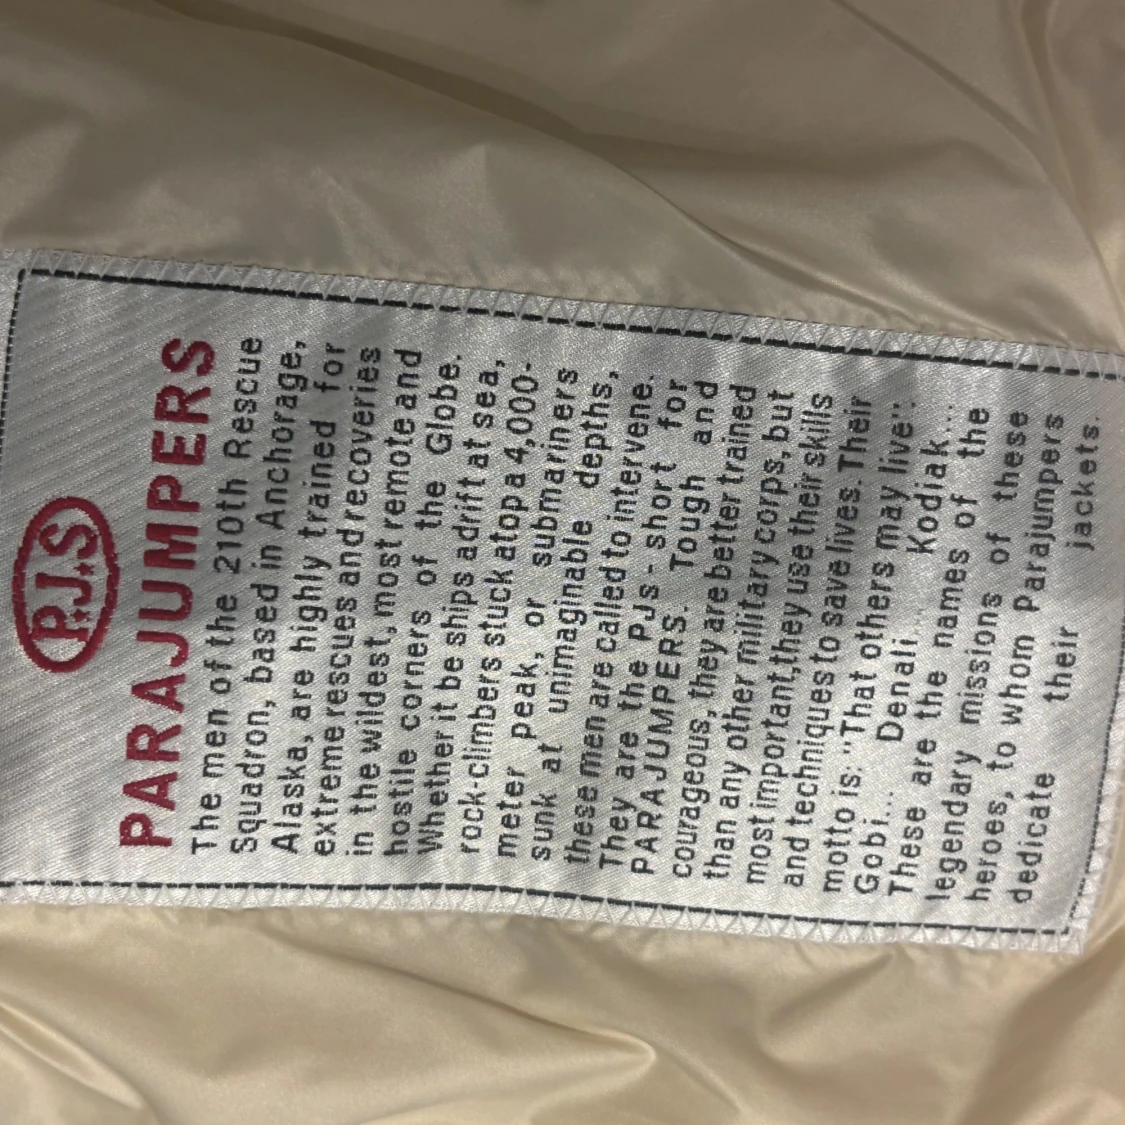 P.J.S
PARAJUMPERS
The men of the 210th Rescue
Squadron, based in Anchorage,
Alaska, are highly trained for
extreme rescues and recoveries
in the wildest, most remote and
hostile corners of the Globe.
Whether it be ships adrift at sea,
rock-climbers stuck atop a 4,000-
meter peak, or submariners
sunk at unimaginable depths,
these men are called to intervene.
They are the PJs - short for
PARAJUMPERS. Tough and
courageous, they are better trained
than any other military corps, but
most important,they use their skills
and techniques to save lives. Their
motto is: "That others may live".
Gobi... Denali... Kodiak...
These are the names of the
legendary missions of these
heroes, to whom Parajumpers
dedicate their jackets.